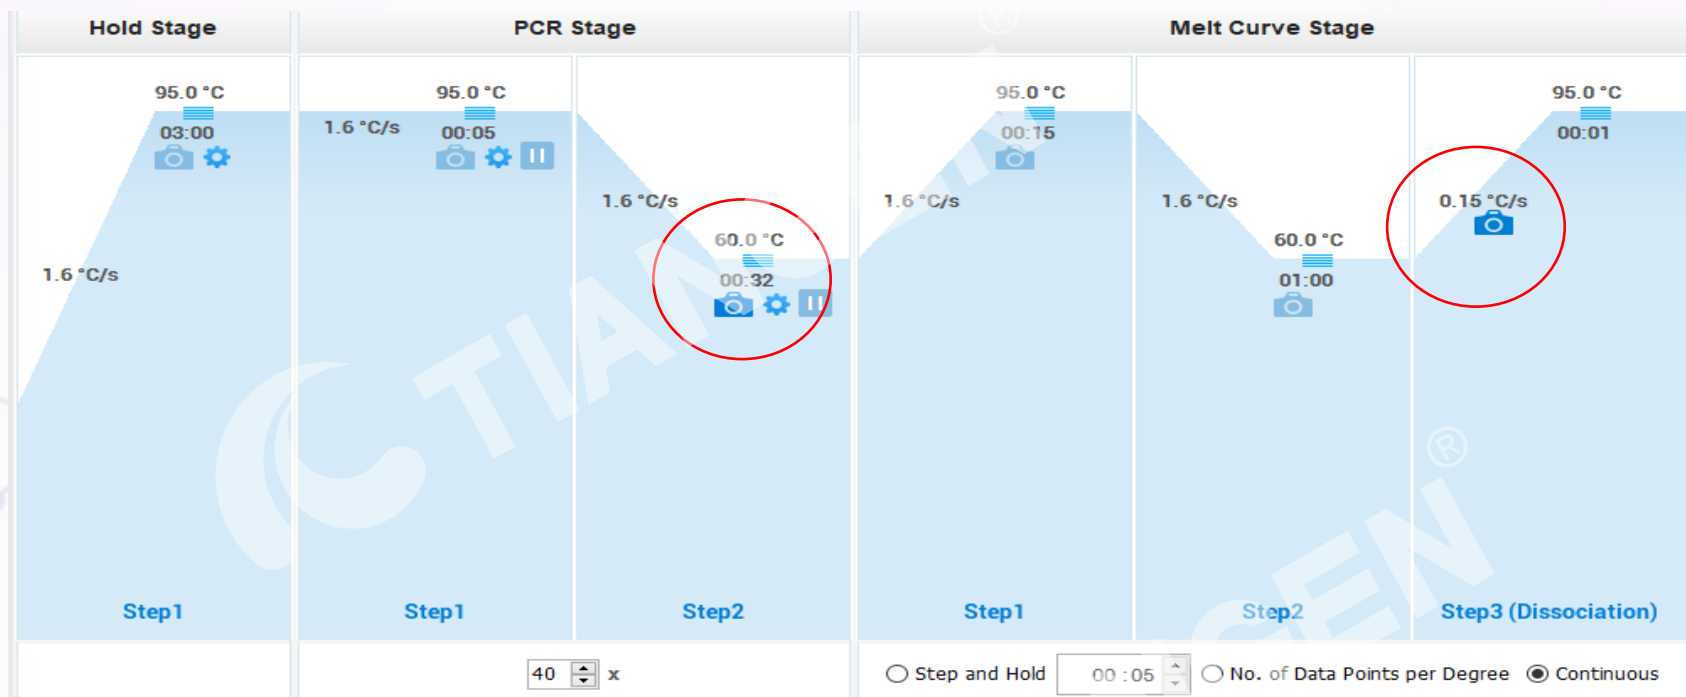 Hold Stage
PCR Stage
Melt Curve Stage
95.0 °C
03:00
1.6 °C/s
Step1
95.0 °C
1.6 °C/s
00:05
Step1
1.6 °C/s
60.0 °C
00:32
Step2
95.0 °C
00:15
1.6 °C/s
Step1
1.6 °C/s
60.0 °C
01:00
Step2
95.0 °C
00:01
0.15 °C/s
Step3 (Dissociation)
40 x
Step and Hold 00 :05 No. of Data Points per Degree Continuous
®
TIANGEN
®